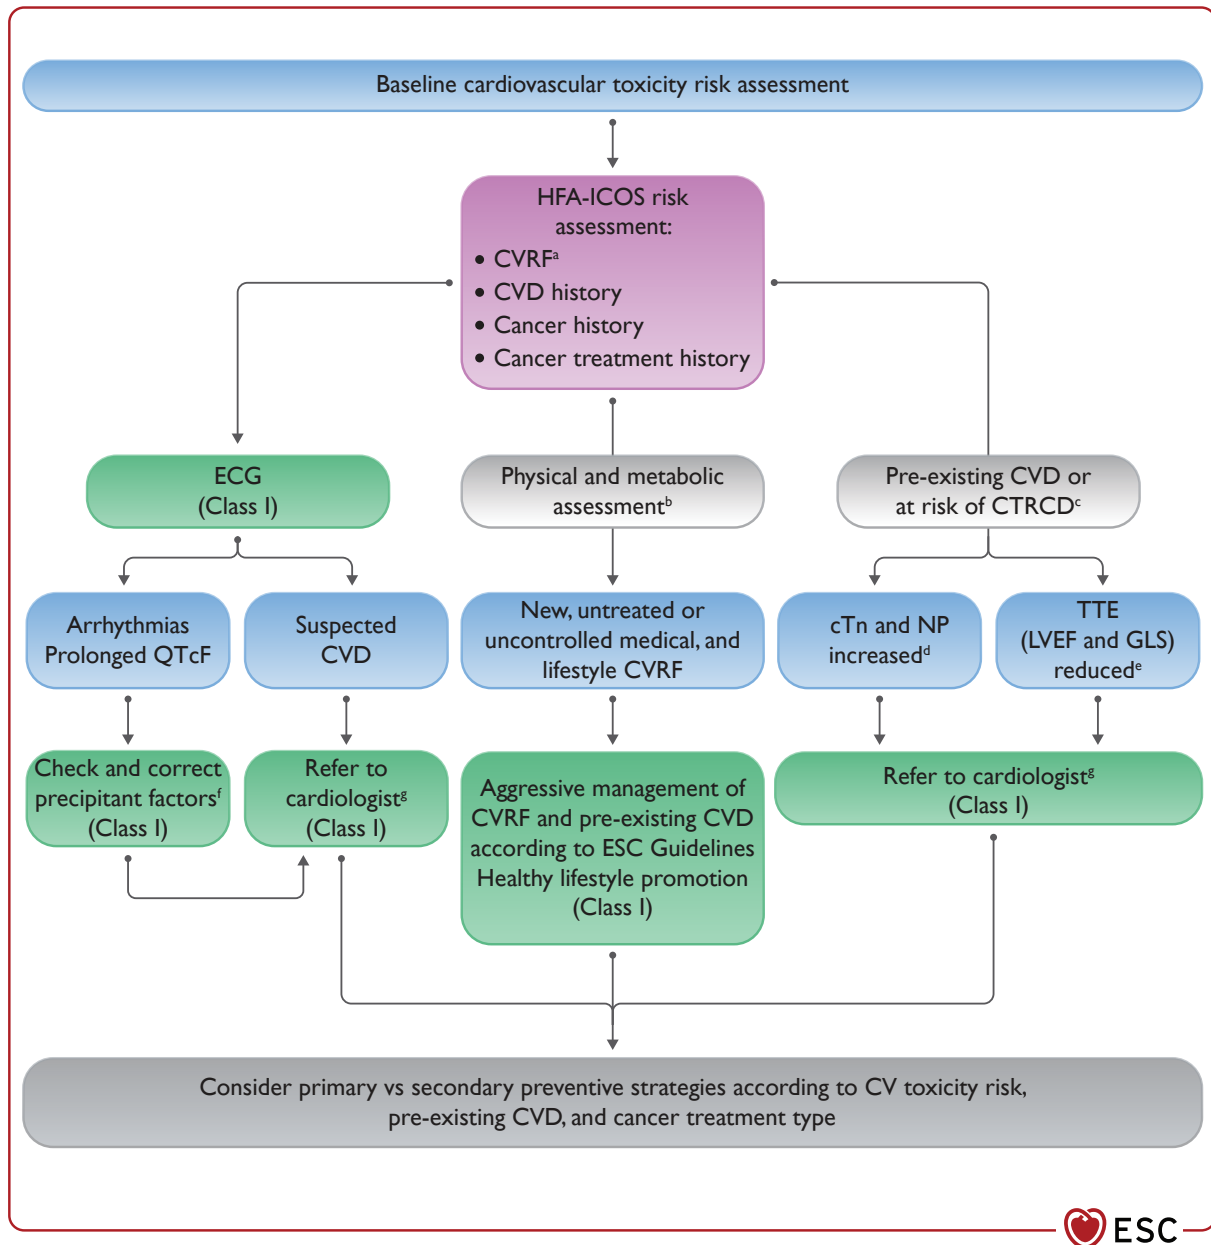 Baseline cardiovascular toxicity risk assessment
HFA-ICOS risk
assessment:
• CVRFᵃ
• CVD history
• Cancer history
• Cancer treatment history
ECG
(Class I)
Physical and metabolic
assessmentᵇ
Pre-existing CVD or
at risk of CTRCDᶜ
Arrhythmias
Prolonged QTcF
Suspected
CVD
New, untreated or
uncontrolled medical, and
lifestyle CVRF
cTn and NP
increasedᵈ
TTE
(LVEF and GLS)
reducedᵉ
Check and correct
precipitant factorsᶠ
(Class I)
Refer to
cardiologistᵍ
(Class I)
Aggressive management of
CVRF and pre-existing CVD
according to ESC Guidelines
Healthy lifestyle promotion
(Class I)
Refer to cardiologistᵍ
(Class I)
Consider primary vs secondary preventive strategies according to CV toxicity risk,
pre-existing CVD, and cancer treatment type
ESC